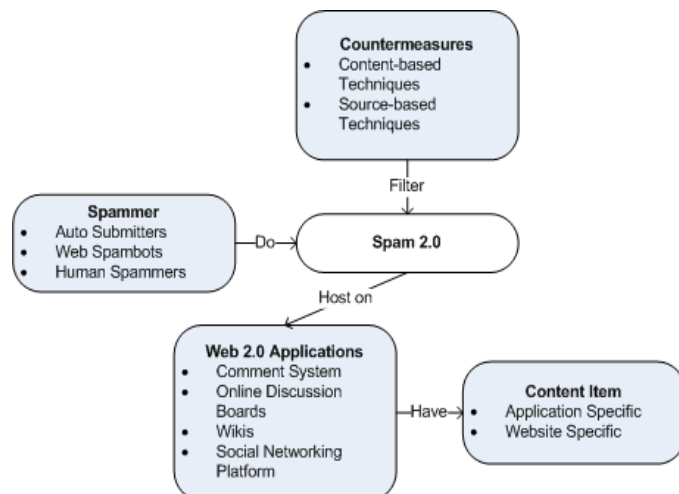 Countermeasures
• Content-based
Techniques
• Source-based
Techniques
Filter
Spammer
• Auto Submitters
• Web Spambots
• Human Spammers
Do
Spam 2.0
Host on
Web 2.0 Applications
• Comment System
• Online Discussion
Boards
• Wikis
• Social Networking
Platform
Have
Content Item
• Application Specific
• Website Specific